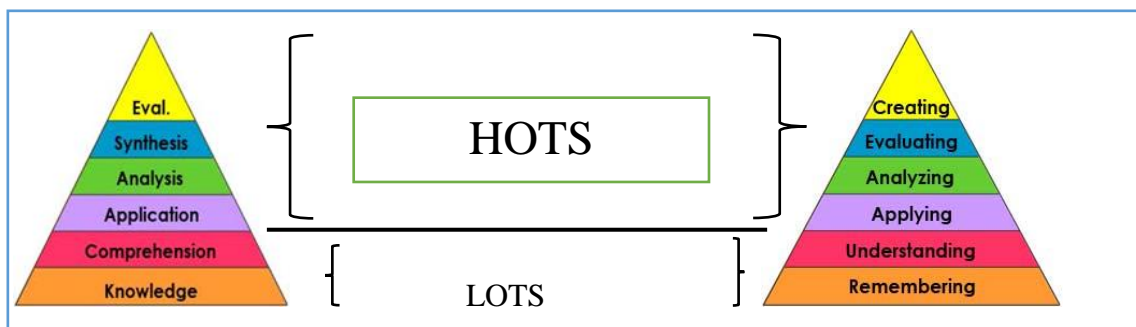 Eval.
Synthesis
Analysis
Application
Comprehension
Knowledge
HOTS
LOTS
Creating
Evaluating
Analyzing
Applying
Understanding
Remembering